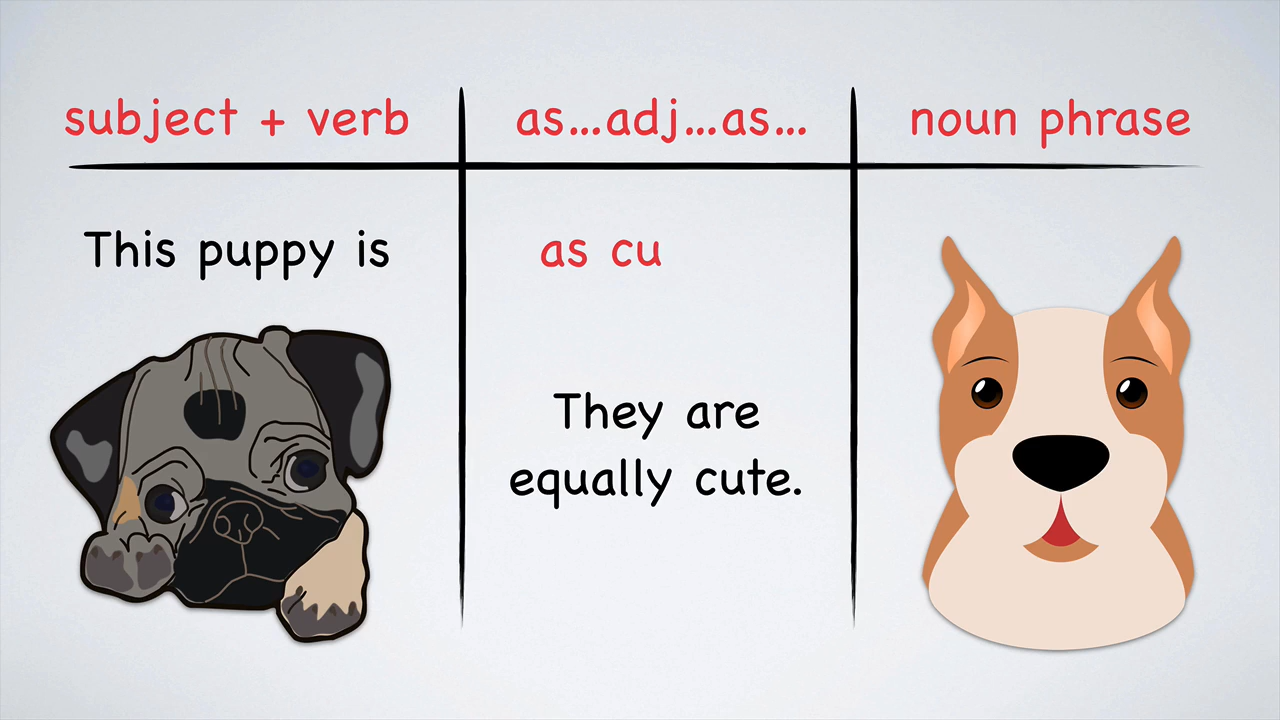 subject + verb
as...adj...as...
noun phrase
This puppy is
as cu
They are
equally cute.